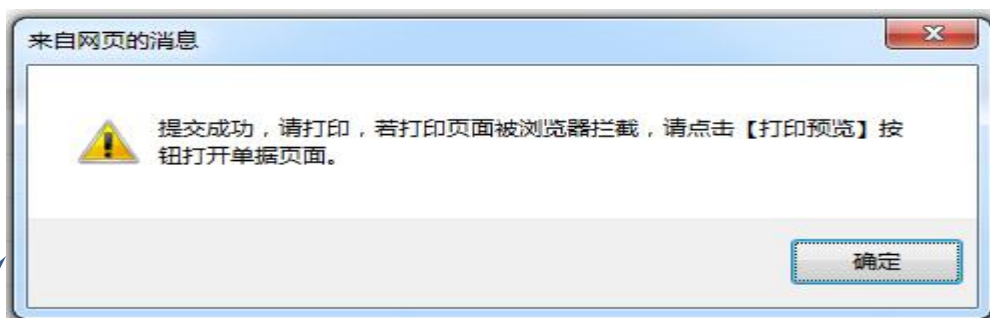 来自网页的消息
提交成功，请打印，若打印页面被浏览器拦截，请点击【打印预览】按
钮打开单据页面。
确定